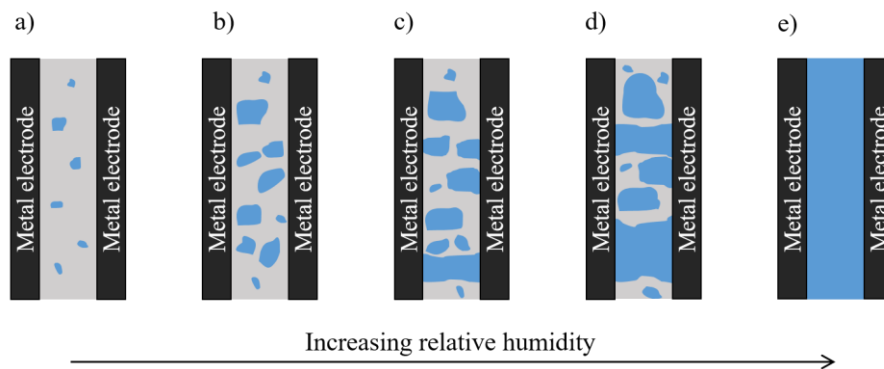 a)
b)
c)
d)
e)
Metal electrode
Metal electrode
Metal electrode
Metal electrode
Metal electrode
Metal electrode
Metal electrode
Metal electrode
Metal electrode
Metal electrode
Increasing relative humidity